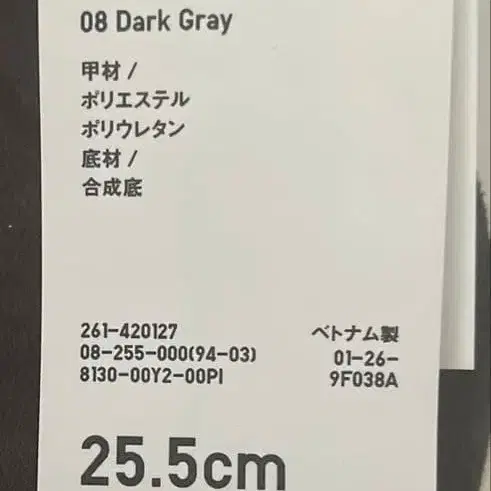 08 Dark Gray
甲材 /
ポリエステル
ポリウレタン
底材 /
合成底
261-420127
08-255-000(94-03)
8130-00Y2-00PI
ベトナム製
01-26-
9F038A
25.5cm